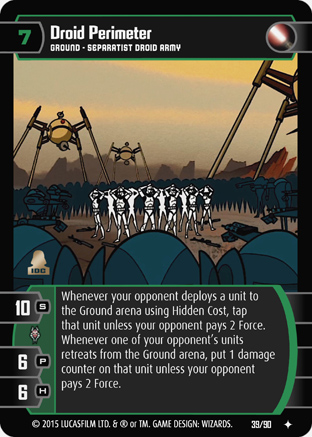 7
Droid Perimeter
GROUND - SEPARATIST DROID ARMY
IDC
10 S
6 P
6 H
Whenever your opponent deploys a unit to
the Ground arena using Hidden Cost, tap
that unit unless your opponent pays 2 Force.
Whenever one of your opponent's units
retreats from the Ground arena, put 1 damage
counter on that unit unless your opponent
pays 2 Force.
© 2015 LUCASFILM LTD. & ® or TM. GAME DESIGN: WIZARDS.
39/90